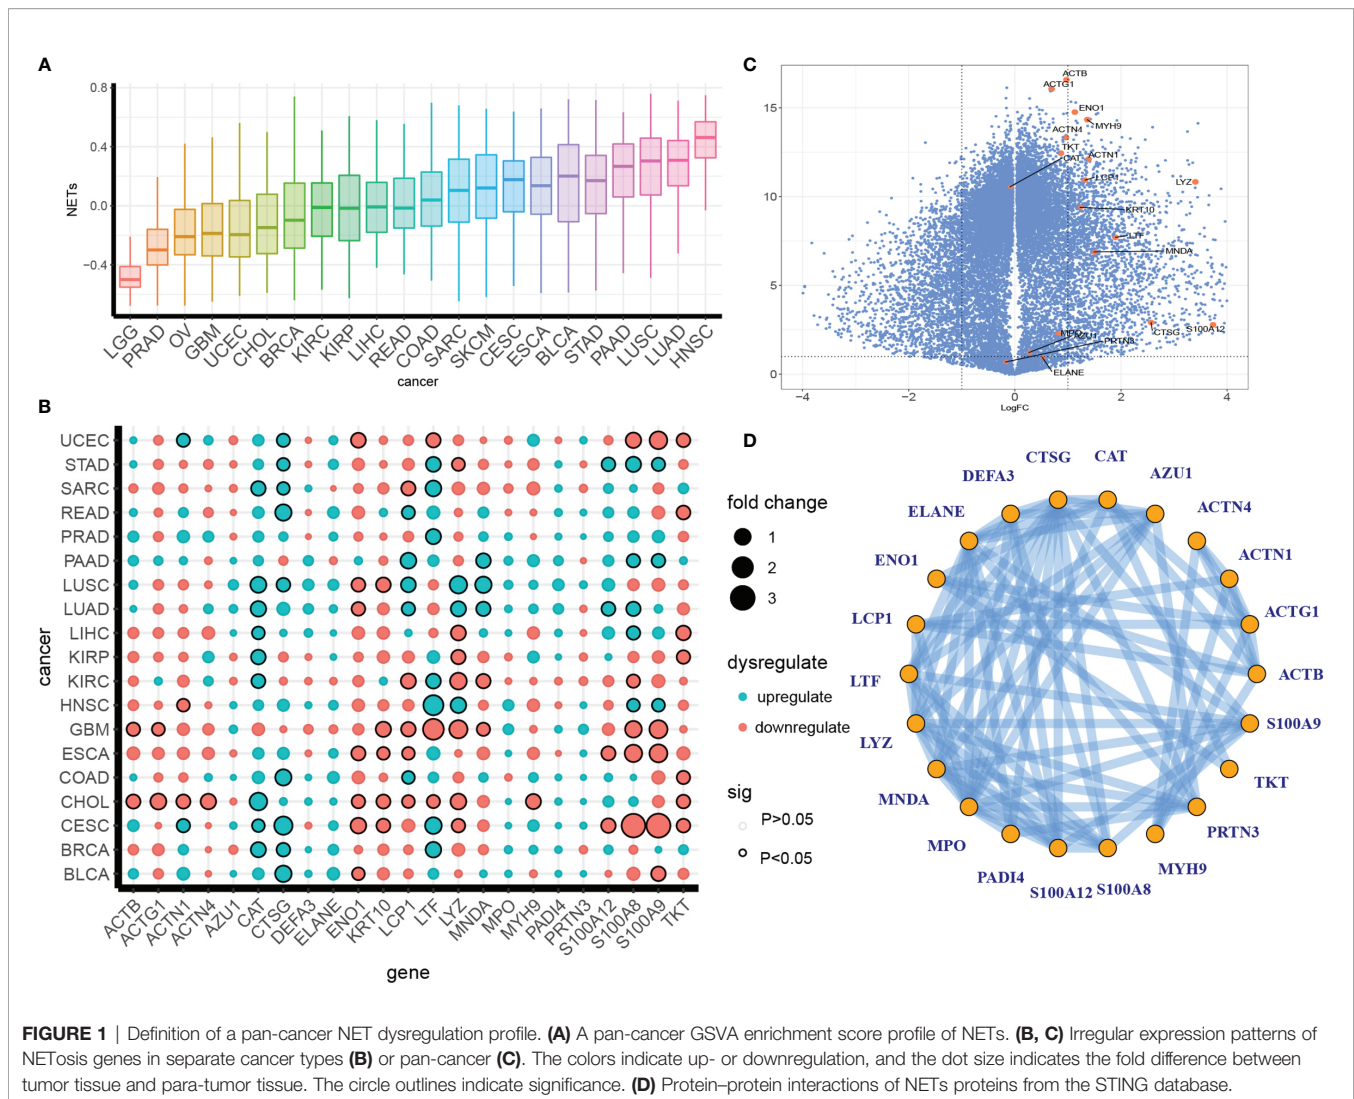 A
NETs
0.8
0.4
0.0
−0.4
LGG
PRAD
OV
GBM
UCEC
CHOL
BRCA
KIRC
KIRP
LIHC
READ
COAD
SARC
SKCM
CESC
ESCA
BLCA
STAD
PAAD
LUSC
LUAD
HNSC
cancer
B
cancer
UCEC
STAD
SARC
READ
PRAD
PAAD
LUSC
LUAD
LIHC
KIRP
KIRC
HNSC
GBM
ESCA
COAD
CHOL
CESC
BRCA
BLCA
ACTB
ACTG1
ACTN1
ACTN4
AZU1
CAT
CTSG
DEFA3
ELANE
ENO1
KRT10
LCP1
LTF
LYZ
MNDA
MPO
MYH9
PADI4
PRTN3
S100A12
S100A8
S100A9
TKT
gene
fold change
1
2
3
dysregulate
upregulate
downregulate
sig
P>0.05
P<0.05
C
15
10
5
0
ACTB
ACTG1
ENO1
MYH9
ACTN4
TKT
CAT
ACTN1
LCP1
LYZ
KRT10
LTF
MNDA
CTSG
S100A12
MPO
AZU1
PRTN3
ELANE
−4
−2
0
2
4
LogFC
D
CTSG
CAT
DEFA3
AZU1
ELANE
ACTN4
ENO1
ACTN1
LCP1
ACTG1
LTF
ACTB
LYZ
S100A9
MNDA
TKT
MPO
PRTN3
PADI4
MYH9
S100A12
S100A8
FIGURE 1 | Definition of a pan-cancer NET dysregulation profile. (A) A pan-cancer GSVA enrichment score profile of NETs. (B, C) Irregular expression patterns of
NETosis genes in separate cancer types (B) or pan-cancer (C). The colors indicate up- or downregulation, and the dot size indicates the fold difference between
tumor tissue and para-tumor tissue. The circle outlines indicate significance. (D) Protein–protein interactions of NETs proteins from the STING database.